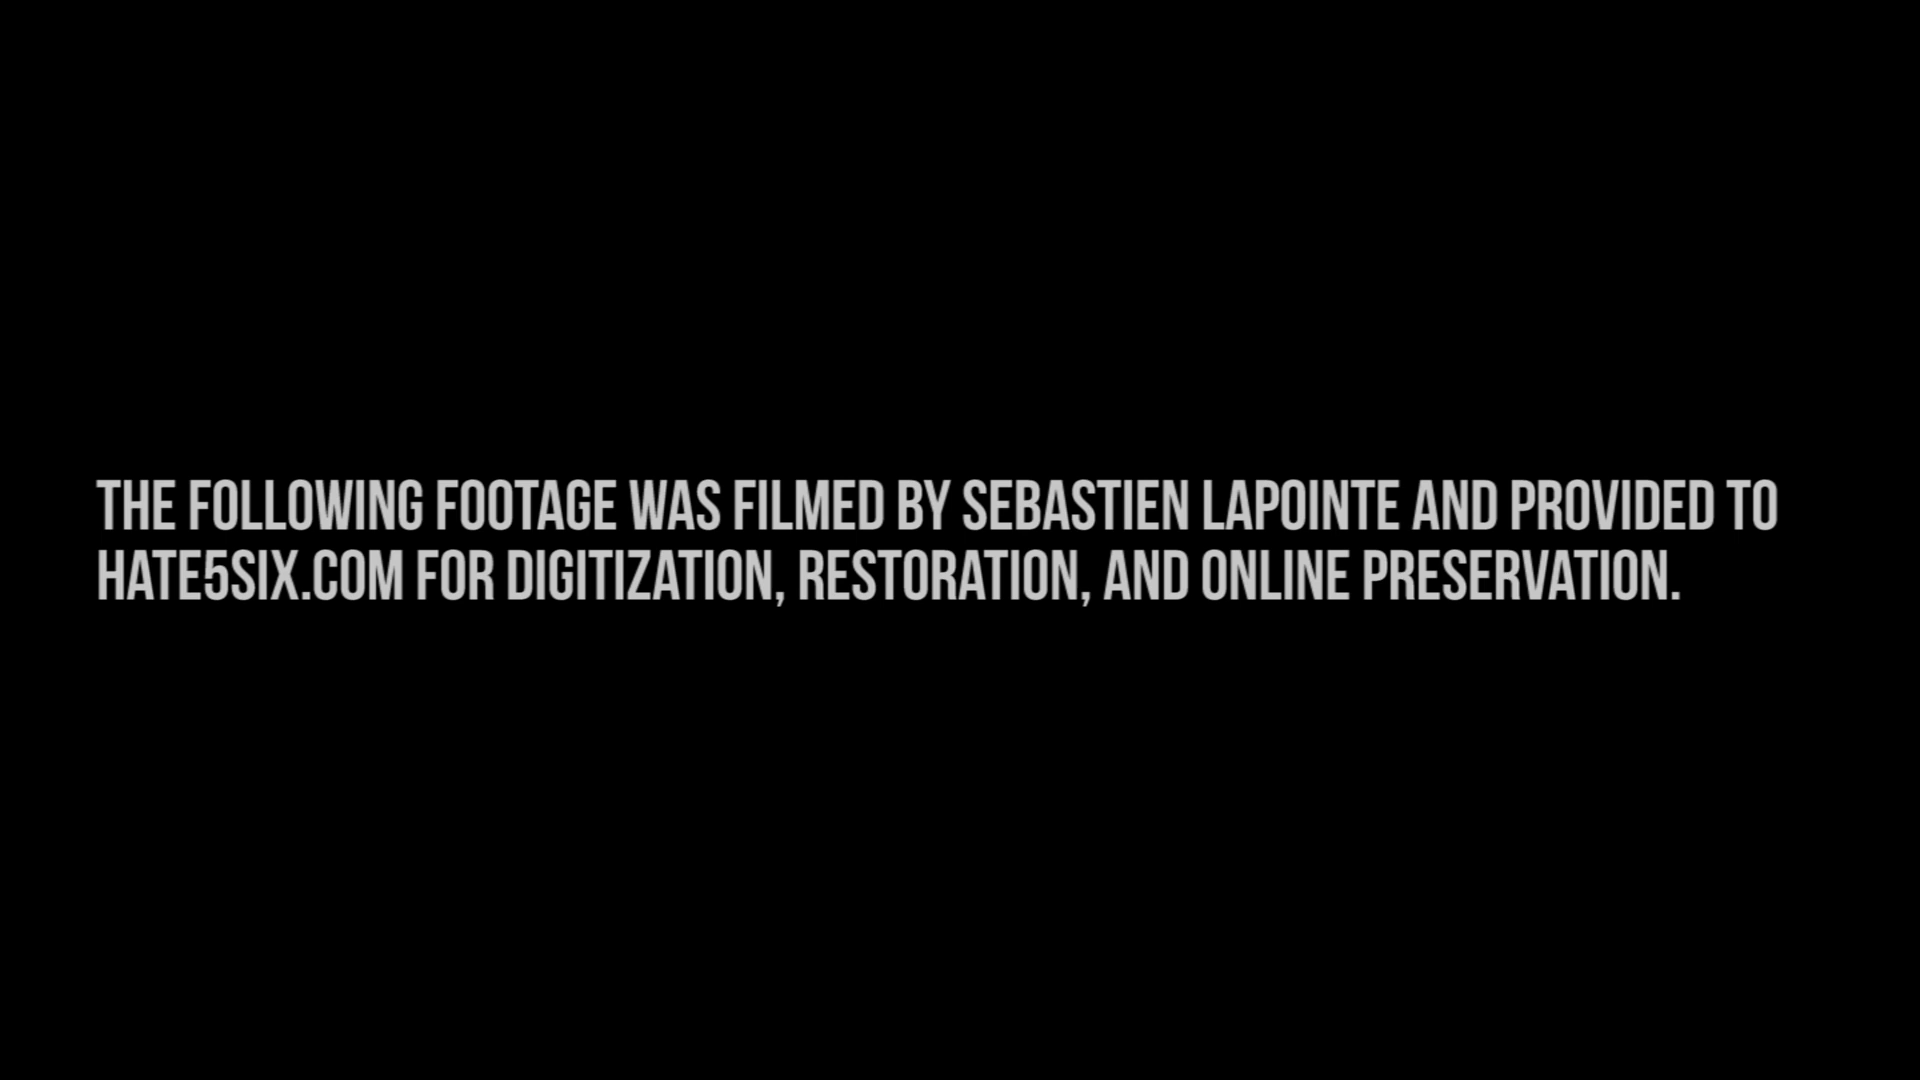 THE FOLLOWING FOOTAGE WAS FILMED BY SEBASTIEN LAPOINTE AND PROVIDED TO
HATE5SIX.COM FOR DIGITIZATION, RESTORATION, AND ONLINE PRESERVATION.